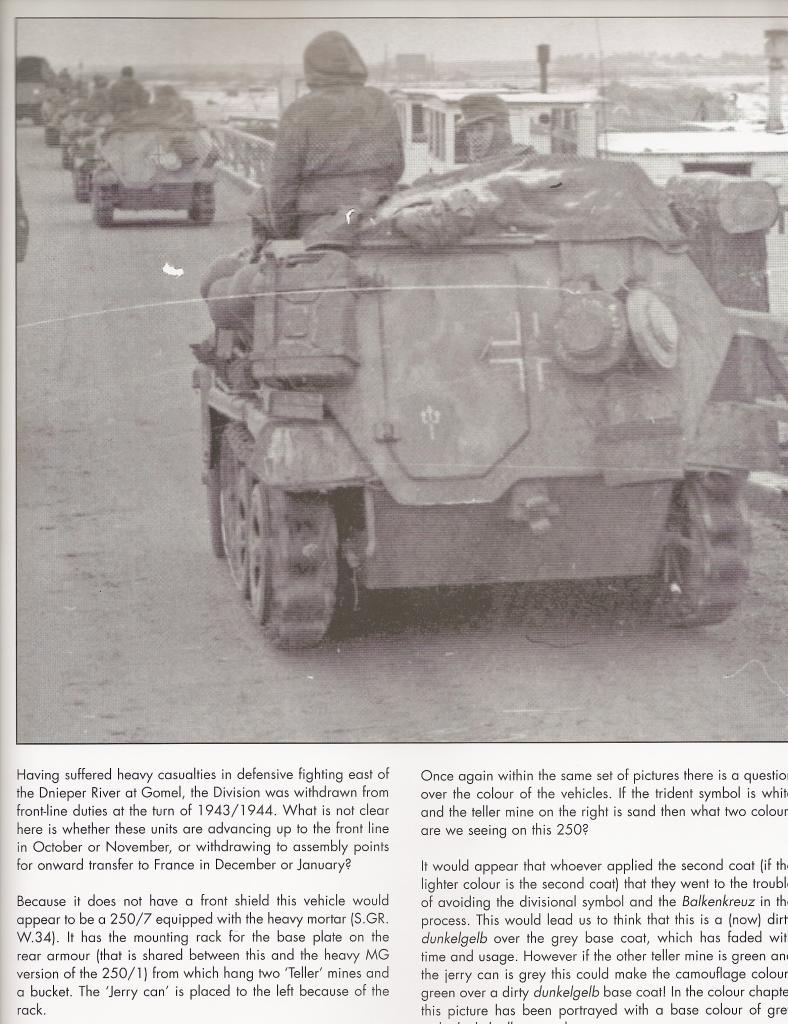 Having suffered heavy casualties in defensive fighting east of
the Dnieper River at Gomel, the Division was withdrawn from
front-line duties at the turn of 1943/1944. What is not clear
here is whether these units are advancing up to the front line
in October or November, or withdrawing to assembly points
for onward transfer to France in December or January?
Because it does not have a front shield this vehicle would
appear to be a 250/7 equipped with the heavy mortar (S.GR.
W.34). It has the mounting rack for the base plate on the
rear armour (that is shared between this and the heavy MG
version of the 250/1) from which hang two 'Teller' mines and
a bucket. The 'Jerry can' is placed to the left because of the
rack.
Once again within the same set of pictures there is a questio
over the colour of the vehicles. If the trident symbol is whit
and the teller mine on the right is sand then what two colour
are we seeing on this 250?
It would appear that whoever applied the second coat (if the
lighter colour is the second coat) that they went to the troubl
of avoiding the divisional symbol and the Balkenkreuz in the
process. This would lead us to think that this is a (now) dirt
dunkelgelb over the grey base coat, which has faded wit
time and usage. However if the other teller mine is green an
the jerry can is grey this could make the camouflage colou
green over a dirty dunkelgelb base coat! In the colour chapte
this picture has been portrayed with a base colour of gre